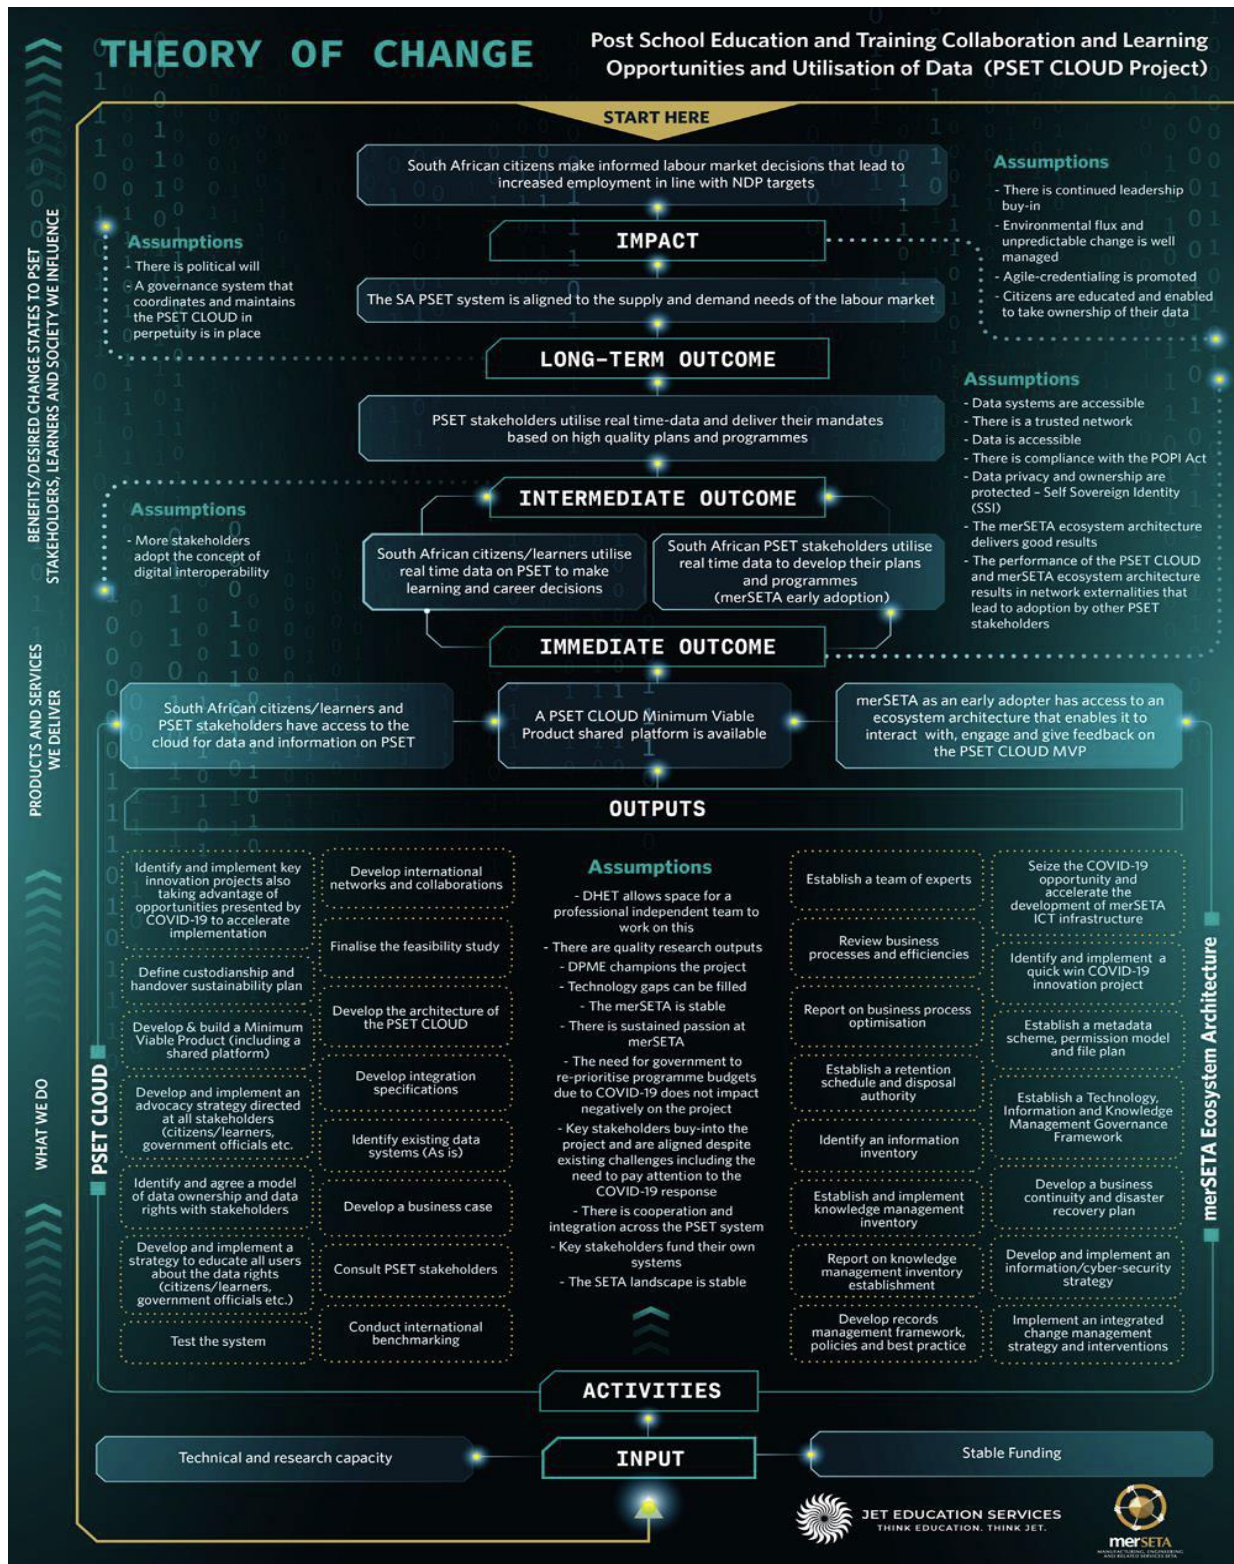 THEORY OF CHANGE
Post School Education and Training Collaboration and Learning
Opportunities and Utilisation of Data (PSET CLOUD Project)
START HERE
South African citizens make informed labour market decisions that lead to
increased employment in line with NDP targets
IMPACT
Assumptions
- There is continued leadership
buy-in
- Environmental flux and
unpredictable change is well
managed
- Agile-credentialing is promoted
- Citizens are educated and enabled
to take ownership of their data
Assumptions
- There is political will
- A governance system that
coordinates and maintains
the PSET CLOUD in
perpetuity is in place
The SA PSET system is aligned to the supply and demand needs of the labour market
LONG-TERM OUTCOME
PSET stakeholders utilise real time-data and deliver their mandates
based on high quality plans and programmes
Assumptions
- Data systems are accessible
- There is a trusted network
- Data is accessible
- There is compliance with the POPI Act
- Data privacy and ownership are
protected – Self Sovereign Identity
(SSI)
- The merSETA ecosystem architecture
delivers good results
- The performance of the PSET CLOUD
and merSETA ecosystem architecture
results in network externalities that
lead to adoption by other PSET
stakeholders
INTERMEDIATE OUTCOME
Assumptions
- More stakeholders
adopt the concept of
digital interoperability
South African citizens/learners utilise
real time data on PSET to make
learning and career decisions
South African PSET stakeholders utilise
real time data to develop their plans
and programmes
(merSETA early adoption)
IMMEDIATE OUTCOME
South African citizens/learners and
PSET stakeholders have access to the
cloud for data and information on PSET
A PSET CLOUD Minimum Viable
Product shared platform is available
merSETA as an early adopter has access to an
ecosystem architecture that enables it to
interact with, engage and give feedback on
the PSET CLOUD MVP
OUTPUTS
BENEFITS/DESIRED CHANGE STATES TO PSET
STAKEHOLDERS, LEARNERS AND SOCIETY WE INFLUENCE
PRODUCTS AND SERVICES
WE DELIVER
WHAT WE DO
PSET CLOUD
Identify and implement key
innovation projects also
taking advantage of
opportunities presented by
COVID-19 to accelerate
implementation
Define custodianship and
handover sustainability plan
Develop & build a Minimum
Viable Product (including a
shared platform)
Develop and implement an
advocacy strategy directed
at all stakeholders
(citizens/learners,
government officials etc.
Identify and agree a model
of data ownership and data
rights with stakeholders
Develop and implement a
strategy to educate all users
about the data rights
(citizens/learners,
government officials etc.)
Test the system
Develop international
networks and collaborations
Finalise the feasibility study
Develop the architecture of
the PSET CLOUD
Develop integration
specifications
Identify existing data
systems (As is)
Develop a business case
Consult PSET stakeholders
Conduct international
benchmarking
Assumptions
- DHET allows space for a
professional independent team to
work on this
- There are quality research outputs
- DPME champions the project
- Technology gaps can be filled
- The merSETA is stable
- There is sustained passion at
merSETA
- The need for government to
re-prioritise programme budgets
due to COVID-19 does not impact
negatively on the project
- Key stakeholders buy-into the
project and are aligned despite
existing challenges including the
need to pay attention to the
COVID-19 response
- There is cooperation and
integration across the PSET system
- Key stakeholders fund their own
systems
- The SETA landscape is stable
Establish a team of experts
Review business
processes and efficiencies
Report on business process
optimisation
Establish a retention
schedule and disposal
authority
Identify an information
inventory
Establish and implement
knowledge management
inventory
Report on knowledge
management inventory
establishment
Develop records
management framework,
policies and best practice
Seize the COVID-19
opportunity and
accelerate the
development of merSETA
ICT infrastructure
Identify and implement a
quick win COVID-19
innovation project
Establish a metadata
scheme, permission model
and file plan
Establish a Technology,
Information and Knowledge
Management Governance
Framework
Develop a business
continuity and disaster
recovery plan
Develop and implement an
information/cyber-security
strategy
Implement an integrated
change management
strategy and interventions
merSETA Ecosystem Architecture
ACTIVITIES
Technical and research capacity
INPUT
Stable Funding
JET EDUCATION SERVICES
THINK EDUCATION. THINK JET.
merSETA
MANUFACTURING, ENGINEERING
AND RELATED SERVICES SETA